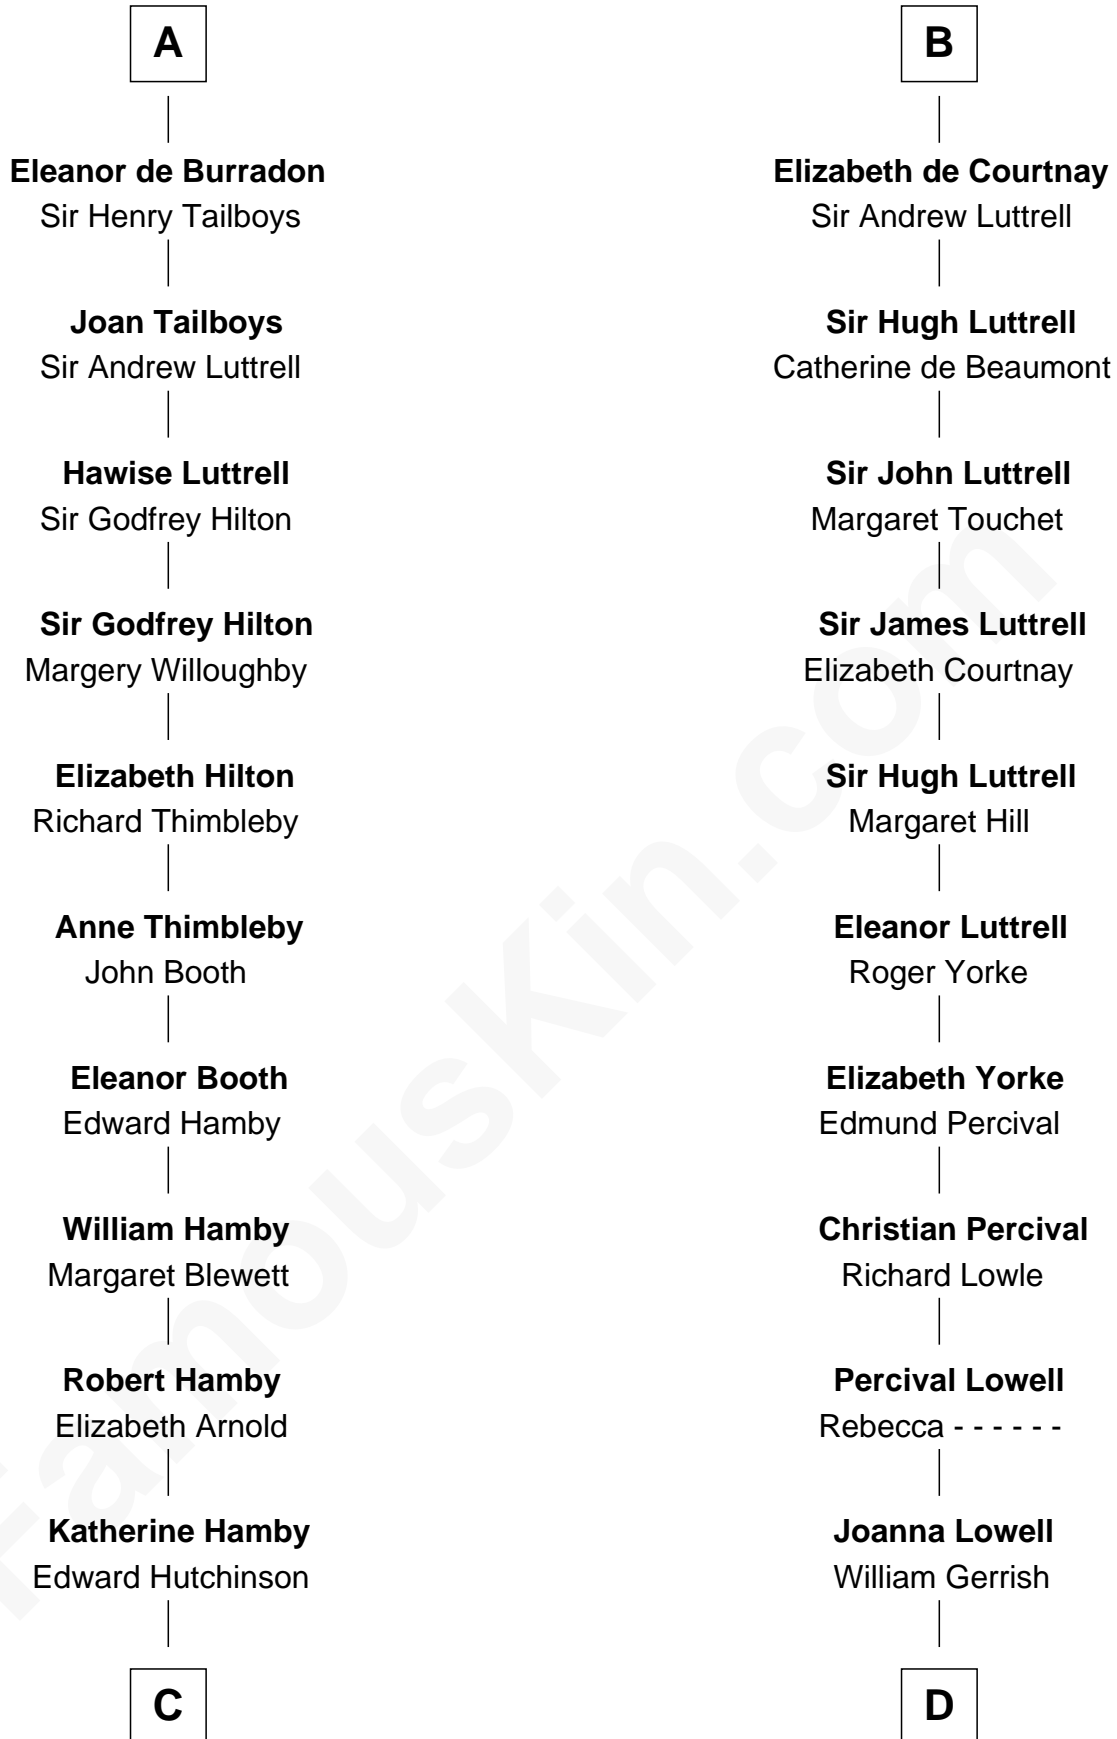 A
Eleanor de Burradon
Sir Henry Tailboys
Joan Tailboys
Sir Andrew Luttrell
Hawise Luttrell
Sir Godfrey Hilton
Sir Godfrey Hilton
Margery Willoughby
Elizabeth Hilton
Richard Thimbleby
Anne Thimbleby
John Booth
Eleanor Booth
Edward Hamby
William Hamby
Margaret Blewett
Robert Hamby
Elizabeth Arnold
Katherine Hamby
Edward Hutchinson
C
B
Elizabeth de Courtnay
Sir Andrew Luttrell
Sir Hugh Luttrell
Catherine de Beaumont
Sir John Luttrell
Margaret Touchet
Sir James Luttrell
Elizabeth Courtnay
Sir Hugh Luttrell
Margaret Hill
Eleanor Luttrell
Roger Yorke
Elizabeth Yorke
Edmund Percival
Christian Percival
Richard Lowle
Percival Lowell
Rebecca - - - - - -
Joanna Lowell
William Gerrish
D
FamousKin.com